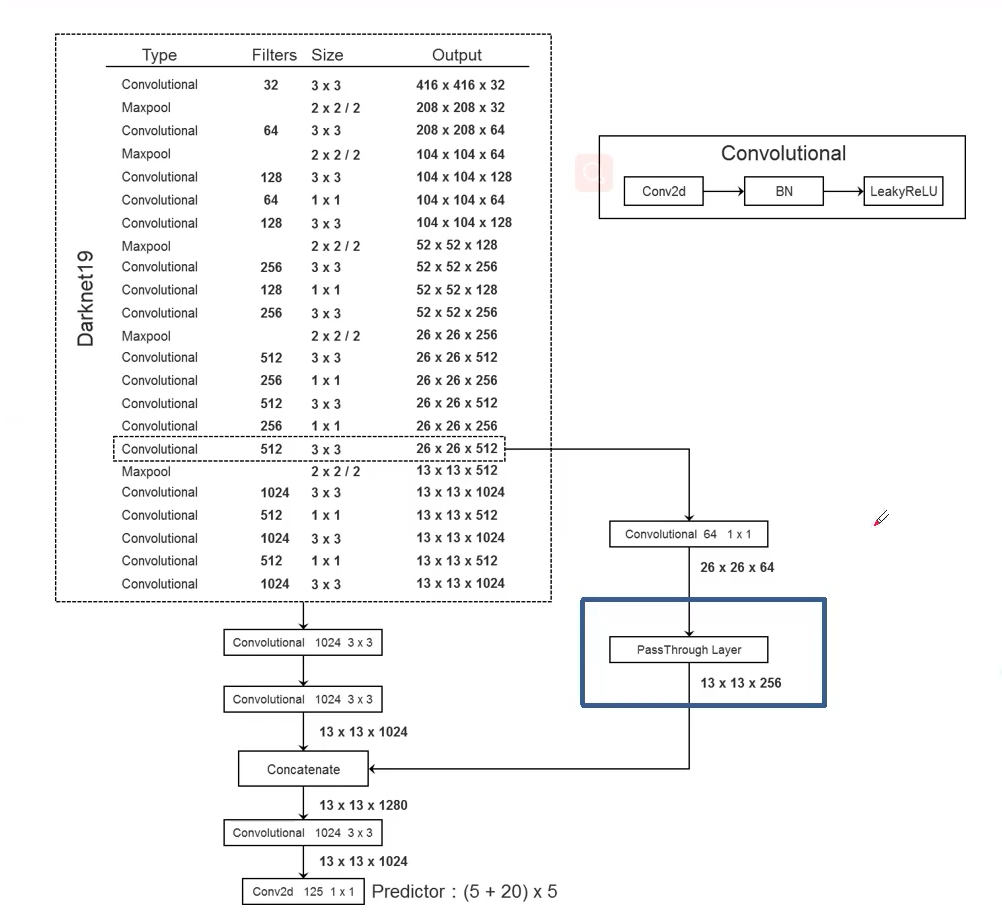 Type Filters Size Output
Convolutional 32 3 x 3 416 x 416 x 32
Maxpool 2 x 2 / 2 208 x 208 x 32
Convolutional 64 3 x 3 208 x 208 x 64
Maxpool 2 x 2 / 2 104 x 104 x 64
Convolutional 128 3 x 3 104 x 104 x 128
Convolutional 64 1 x 1 104 x 104 x 64
Convolutional 128 3 x 3 104 x 104 x 128
Maxpool 2 x 2 / 2 52 x 52 x 128
Convolutional 256 3 x 3 52 x 52 x 256
Convolutional 128 1 x 1 52 x 52 x 128
Convolutional 256 3 x 3 52 x 52 x 256
Maxpool 2 x 2 / 2 26 x 26 x 256
Convolutional 512 3 x 3 26 x 26 x 512
Convolutional 256 1 x 1 26 x 26 x 256
Convolutional 512 3 x 3 26 x 26 x 512
Convolutional 256 1 x 1 26 x 26 x 256
Convolutional 512 3 x 3 26 x 26 x 512
Maxpool 2 x 2 / 2 13 x 13 x 512
Convolutional 1024 3 x 3 13 x 13 x 1024
Convolutional 512 1 x 1 13 x 13 x 512
Convolutional 1024 3 x 3 13 x 13 x 1024
Convolutional 512 1 x 1 13 x 13 x 512
Convolutional 1024 3 x 3 13 x 13 x 1024
Darknet19
Convolutional
Conv2d BN LeakyReLU
Convolutional 64 1 x 1
26 x 26 x 64
PassThrough Layer
13 x 13 x 256
Convolutional 1024 3 x 3
Convolutional 1024 3 x 3
13 x 13 x 1024
Concatenate
13 x 13 x 1280
Convolutional 1024 3 x 3
13 x 13 x 1024
Conv2d 125 1 x 1 Predictor : (5 + 20) x 5